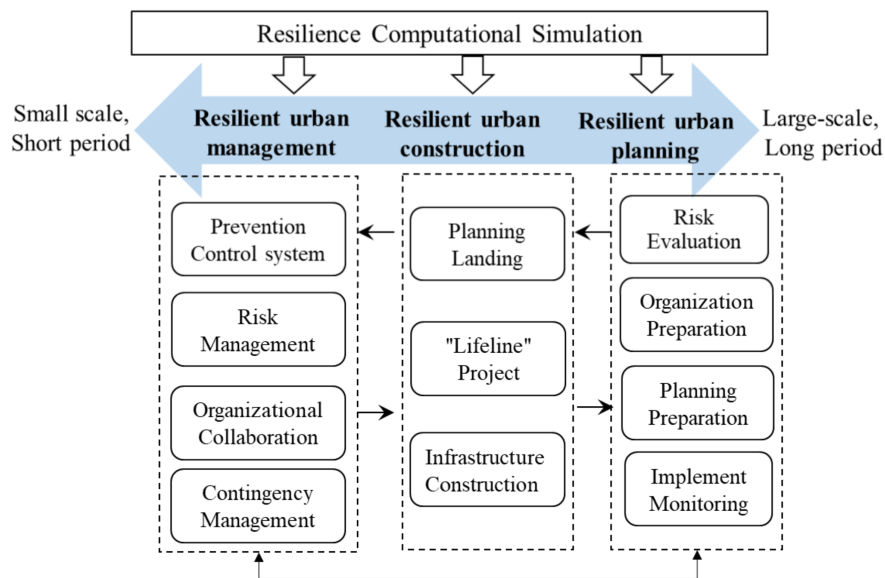 Resilience Computational Simulation
Small scale,
Short period
Resilient urban
management
Resilient urban
construction
Resilient urban
planning
Large-scale,
Long period
Prevention
Control system
Risk
Management
Organizational
Collaboration
Contingency
Management
Planning
Landing
"Lifeline"
Project
Infrastructure
Construction
Risk
Evaluation
Organization
Preparation
Planning
Preparation
Implement
Monitoring